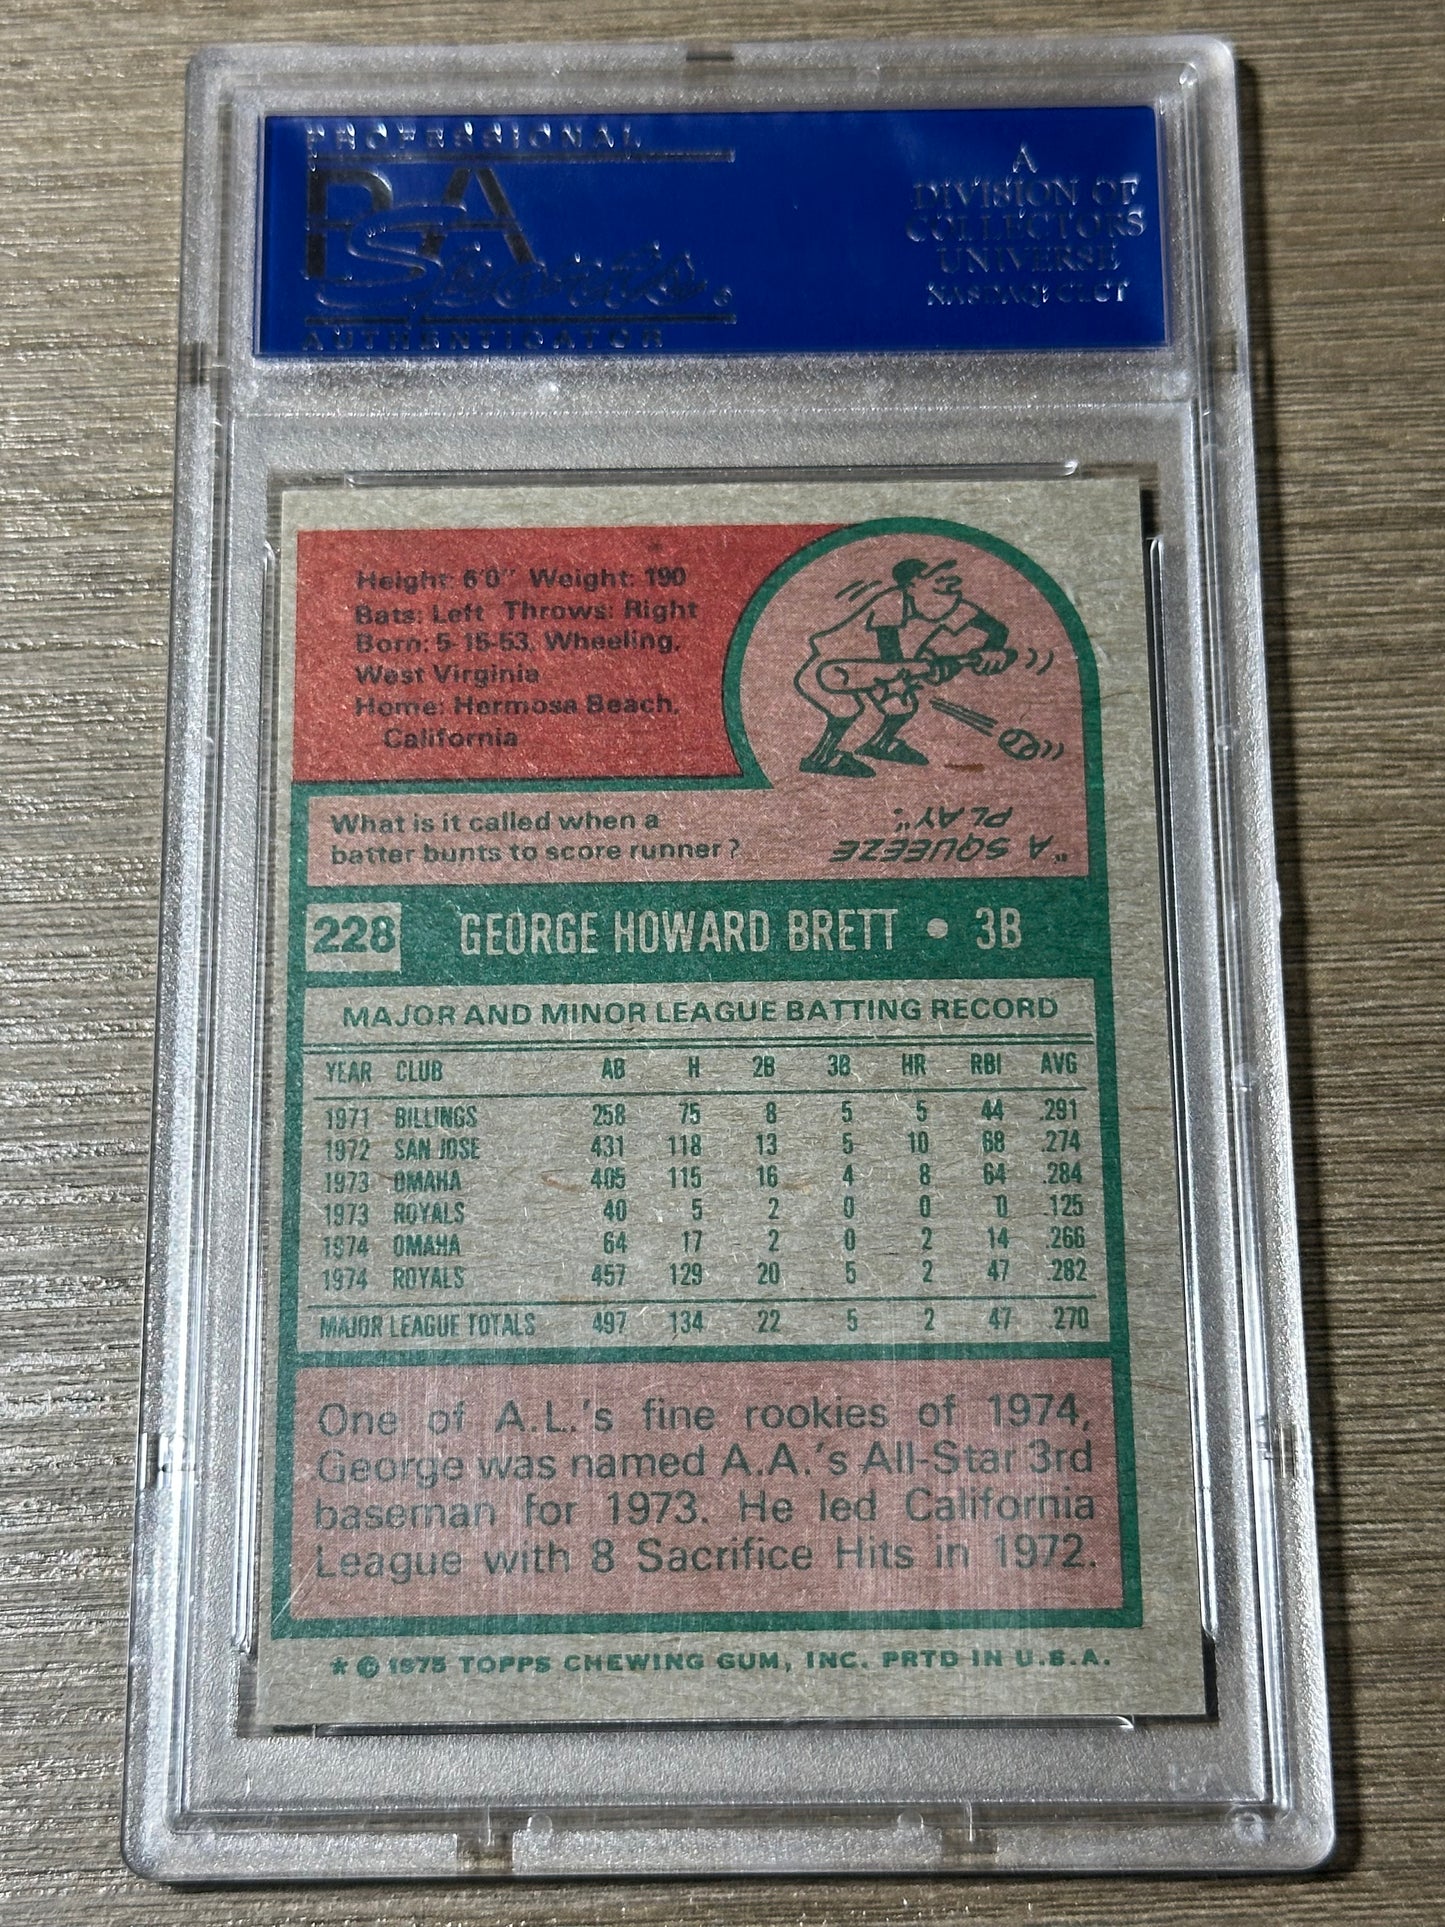 PROFESSIONAL
PSA
Sports
AUTHENTICATOR
A
DIVISION OF
COLLECTORS
UNIVERSE
NASDAQ: CLCT
Height: 6'0" Weight: 190
Bats: Left Throws: Right
Born: 5-15-53, Wheeling,
West Virginia
Home: Hermosa Beach,
California
What is it called when a
batter bunts to score runner?
"A SQUEEZE
PLAY".
228 GEORGE HOWARD BRETT • 3B
MAJOR AND MINOR LEAGUE BATTING RECORD
YEAR CLUB AB H 2B 3B HR RBI AVG
1971 BILLINGS 258 75 8 5 5 44 .291
1972 SAN JOSE 431 118 13 5 10 68 .274
1973 OMAHA 405 115 16 4 8 64 .284
1973 ROYALS 40 5 2 0 0 0 .125
1974 OMAHA 64 17 2 0 2 14 .266
1974 ROYALS 457 129 20 5 2 47 .282
MAJOR LEAGUE TOTALS 497 134 22 5 2 47 .270
One of A.L.'s fine rookies of 1974,
George was named A.A.'s All-Star 3rd
baseman for 1973. He led California
League with 8 Sacrifice Hits in 1972.
* © 1975 TOPPS CHEWING GUM, INC. PRTD IN U.S.A.